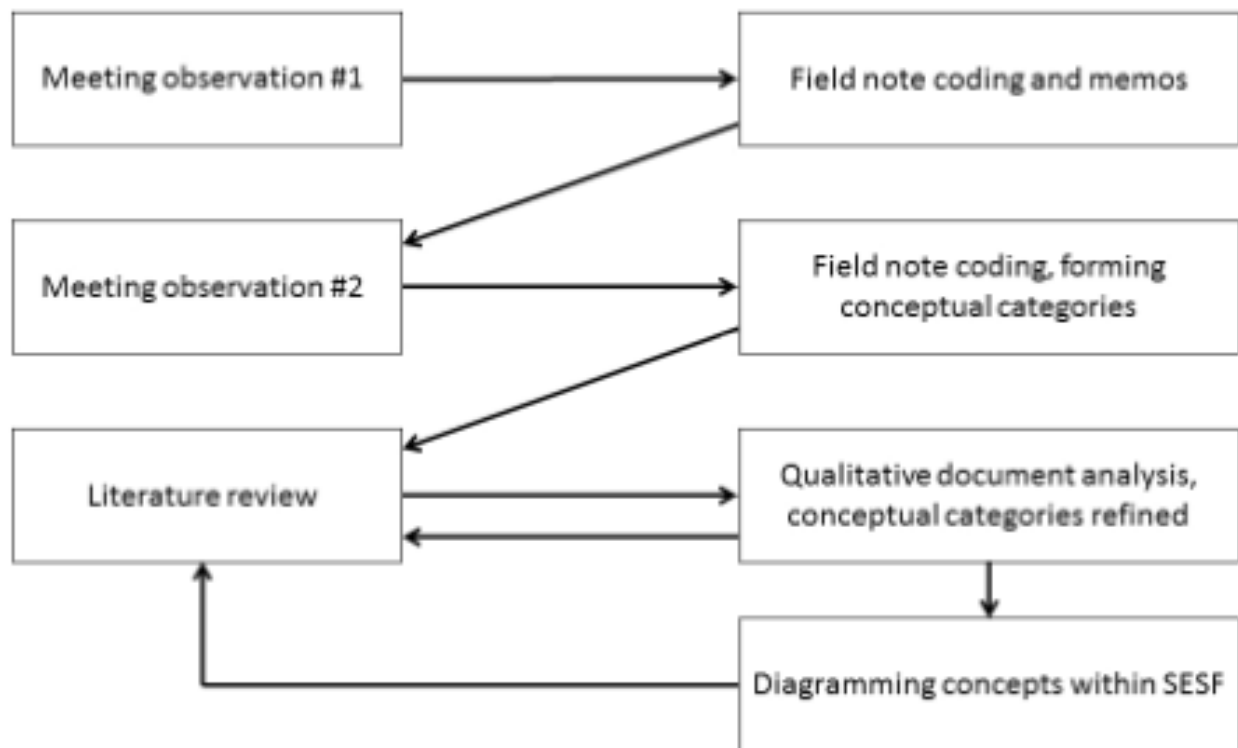 Meeting observation #1
Field note coding and memos
Meeting observation #2
Field note coding, forming
conceptual categories
Literature review
Qualitative document analysis,
conceptual categories refined
Diagramming concepts within SESF